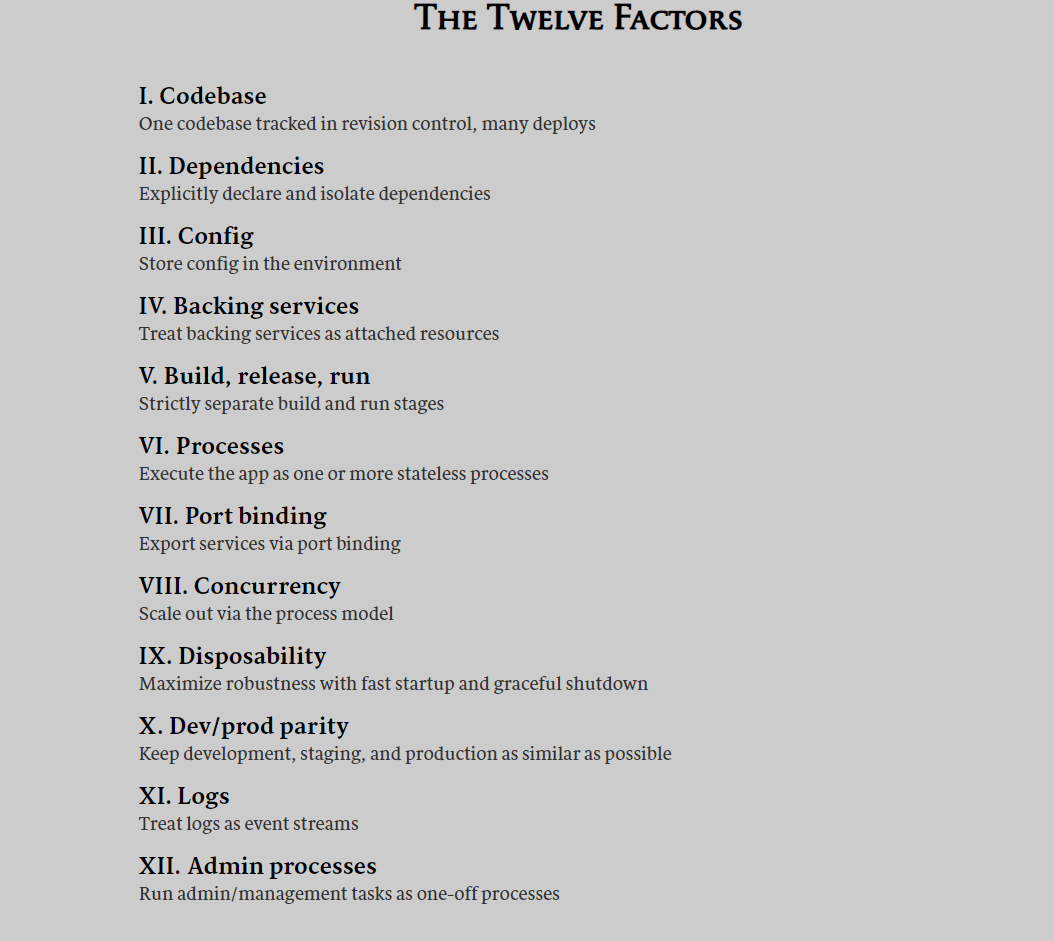 The Twelve Factors
I. Codebase
One codebase tracked in revision control, many deploys
II. Dependencies
Explicitly declare and isolate dependencies
III. Config
Store config in the environment
IV. Backing services
Treat backing services as attached resources
V. Build, release, run
Strictly separate build and run stages
VI. Processes
Execute the app as one or more stateless processes
VII. Port binding
Export services via port binding
VIII. Concurrency
Scale out via the process model
IX. Disposability
Maximize robustness with fast startup and graceful shutdown
X. Dev/prod parity
Keep development, staging, and production as similar as possible
XI. Logs
Treat logs as event streams
XII. Admin processes
Run admin/management tasks as one-off processes